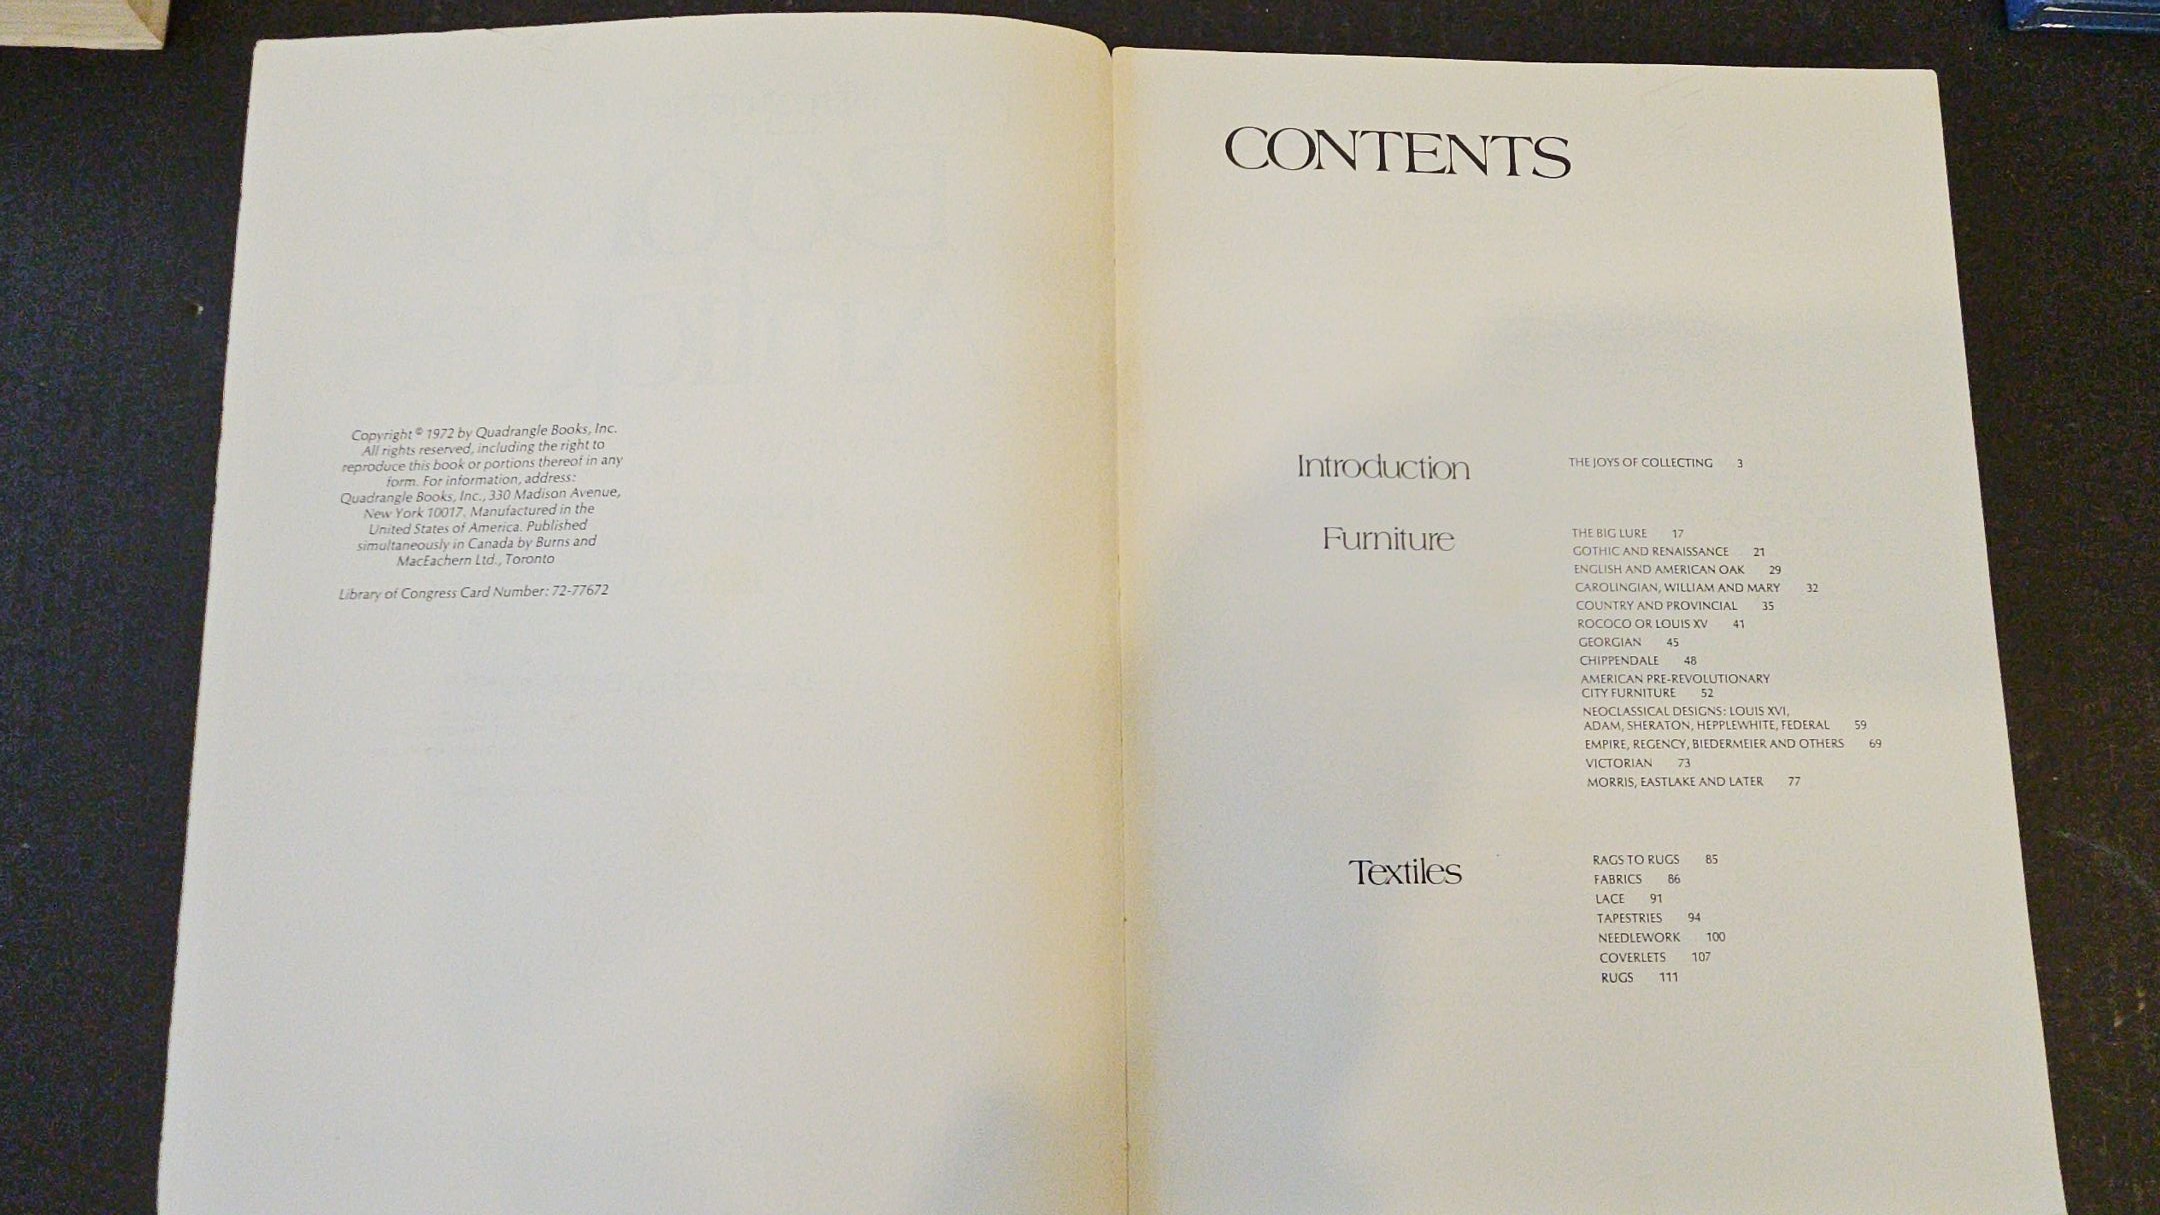 Copyright © 1972 by Quadrangle Books, Inc.
All rights reserved, including the right to
reproduce this book or portions thereof in any
form. For information, address:
Quadrangle Books, Inc., 330 Madison Avenue,
New York 10017. Manufactured in the
United States of America. Published
simultaneously in Canada by Burns and
MacEachern Ltd., Toronto
Library of Congress Card Number: 72-77672
CONTENTS
Introduction
THE JOYS OF COLLECTING 3
Furniture
THE BIG LURE 17
GOTHIC AND RENAISSANCE 21
ENGLISH AND AMERICAN OAK 29
CAROLINGIAN, WILLIAM AND MARY 32
COUNTRY AND PROVINCIAL 35
ROCOCO OR LOUIS XV 41
GEORGIAN 45
CHIPPENDALE 48
AMERICAN PRE-REVOLUTIONARY
CITY FURNITURE 52
NEOCLASSICAL DESIGNS: LOUIS XVI,
ADAM, SHERATON, HEPPLEWHITE, FEDERAL 59
EMPIRE, REGENCY, BIEDERMEIER AND OTHERS 69
VICTORIAN 73
MORRIS, EASTLAKE AND LATER 77
Textiles
RAGS TO RUGS 85
FABRICS 86
LACE 91
TAPESTRIES 94
NEEDLEWORK 100
COVERLETS 107
RUGS 111